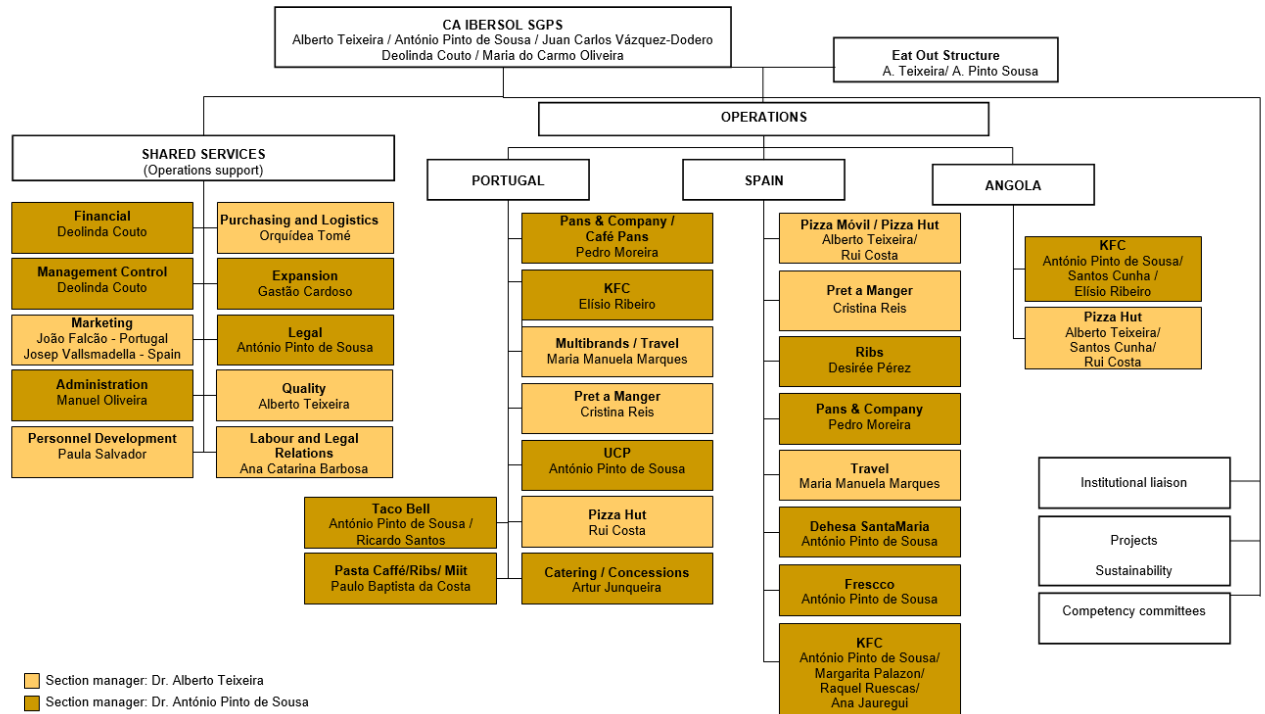 CA IBERSOL SGPS
Alberto Teixeira / António Pinto de Sousa / Juan Carlos Vázquez-Dodero
Deolinda Couto / Maria do Carmo Oliveira
Eat Out Structure
A. Teixeira/ A. Pinto Sousa
SHARED SERVICES
(Operations support)
Financial
Deolinda Couto
Purchasing and Logistics
Orquídea Tomé
Management Control
Deolinda Couto
Expansion
Gastão Cardoso
Marketing
João Falcão - Portugal
Josep Vallsmadella - Spain
Legal
António Pinto de Sousa
Administration
Manuel Oliveira
Quality
Alberto Teixeira
Personnel Development
Paula Salvador
Labour and Legal
Relations
Ana Catarina Barbosa
OPERATIONS
PORTUGAL
Pans & Company /
Café Pans
Pedro Moreira
KFC
Elísio Ribeiro
Multibrands / Travel
Maria Manuela Marques
Pret a Manger
Cristina Reis
UCP
António Pinto de Sousa
Taco Bell
António Pinto de Sousa /
Ricardo Santos
Pizza Hut
Rui Costa
Pasta Caffé/Ribs/ Miit
Paulo Baptista da Costa
Catering / Concessions
Artur Junqueira
SPAIN
Pizza Móvil / Pizza Hut
Alberto Teixeira/
Rui Costa
Pret a Manger
Cristina Reis
Ribs
Desirée Pérez
Pans & Company
Pedro Moreira
Travel
Maria Manuela Marques
Dehesa SantaMaria
António Pinto de Sousa
Frescco
António Pinto de Sousa
KFC
António Pinto de Sousa/
Margarita Palazon/
Raquel Ruescas/
Ana Jauregui
ANGOLA
KFC
António Pinto de Sousa/
Santos Cunha /
Elísio Ribeiro
Pizza Hut
Alberto Teixeira/
Santos Cunha/
Rui Costa
Institutional liaison
Projects
Sustainability
Competency committees
Section manager: Dr. Alberto Teixeira
Section manager: Dr. António Pinto de Sousa